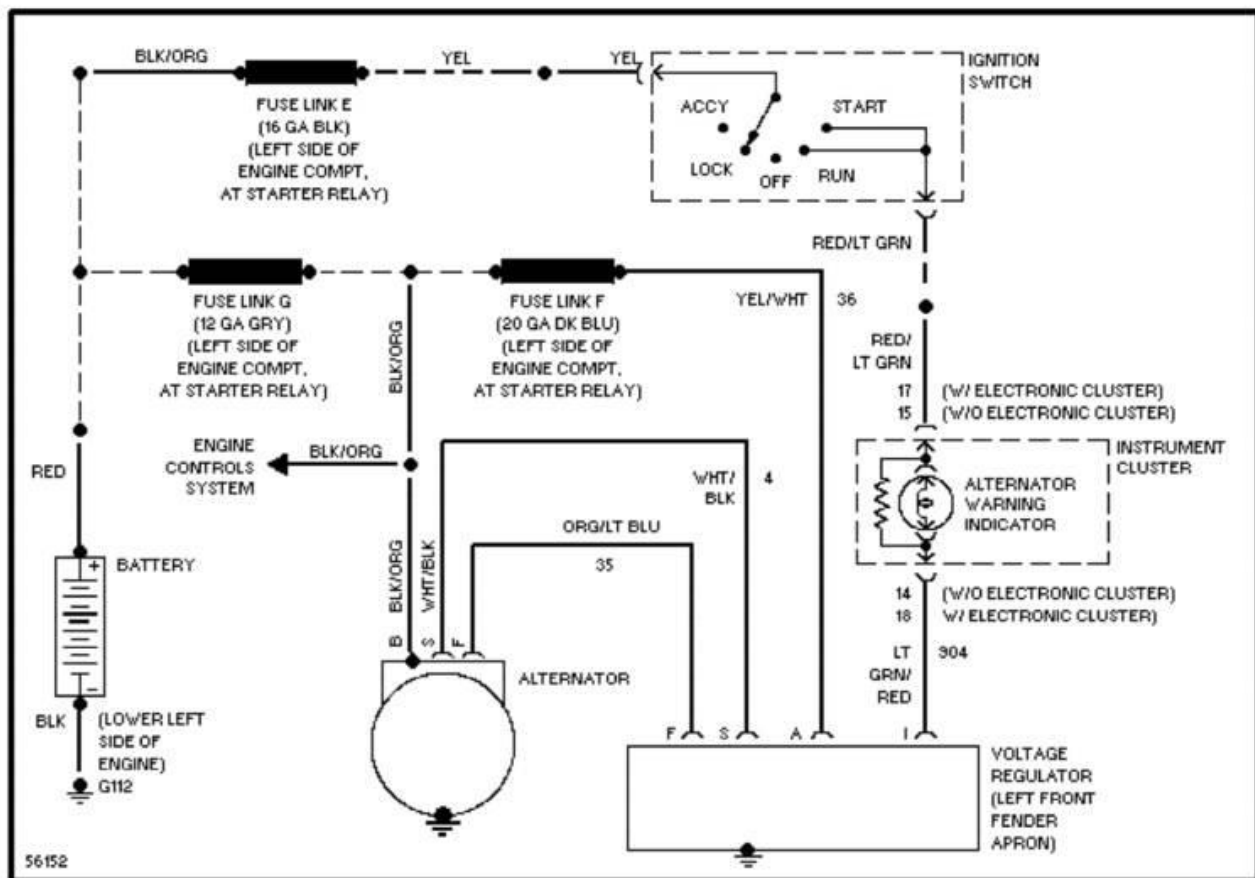 BLK/ORG
YEL
YEL
IGNITION
SWITCH
FUSE LINK E
(16 GA BLK)
(LEFT SIDE OF
ENGINE COMPT,
AT STARTER RELAY)
ACCY
START
LOCK
OFF
RUN
RED/LT GRN
FUSE LINK G
(12 GA GRY)
(LEFT SIDE OF
ENGINE COMPT,
AT STARTER RELAY)
BLK/ORG
FUSE LINK F
(20 GA DK BLU)
(LEFT SIDE OF
ENGINE COMPT,
AT STARTER RELAY)
YEL/WHT
36
RED/
LT GRN
17 (W/ ELECTRONIC CLUSTER)
15 (W/O ELECTRONIC CLUSTER)
RED
ENGINE
CONTROLS
SYSTEM
BLK/ORG
WHT/
BLK
4
INSTRUMENT
CLUSTER
ALTERNATOR
WARNING
INDICATOR
ORG/LT BLU
35
BATTERY
+
-
BLK/ORG
WHT/BLK
14 (W/O ELECTRONIC CLUSTER)
18 W/ ELECTRONIC CLUSTER)
B
S
F
ALTERNATOR
LT
GRN/
RED
904
BLK
(LOWER LEFT
SIDE OF
ENGINE)
G112
F
S
A
I
VOLTAGE
REGULATOR
(LEFT FRONT
FENDER
APRON)
56152